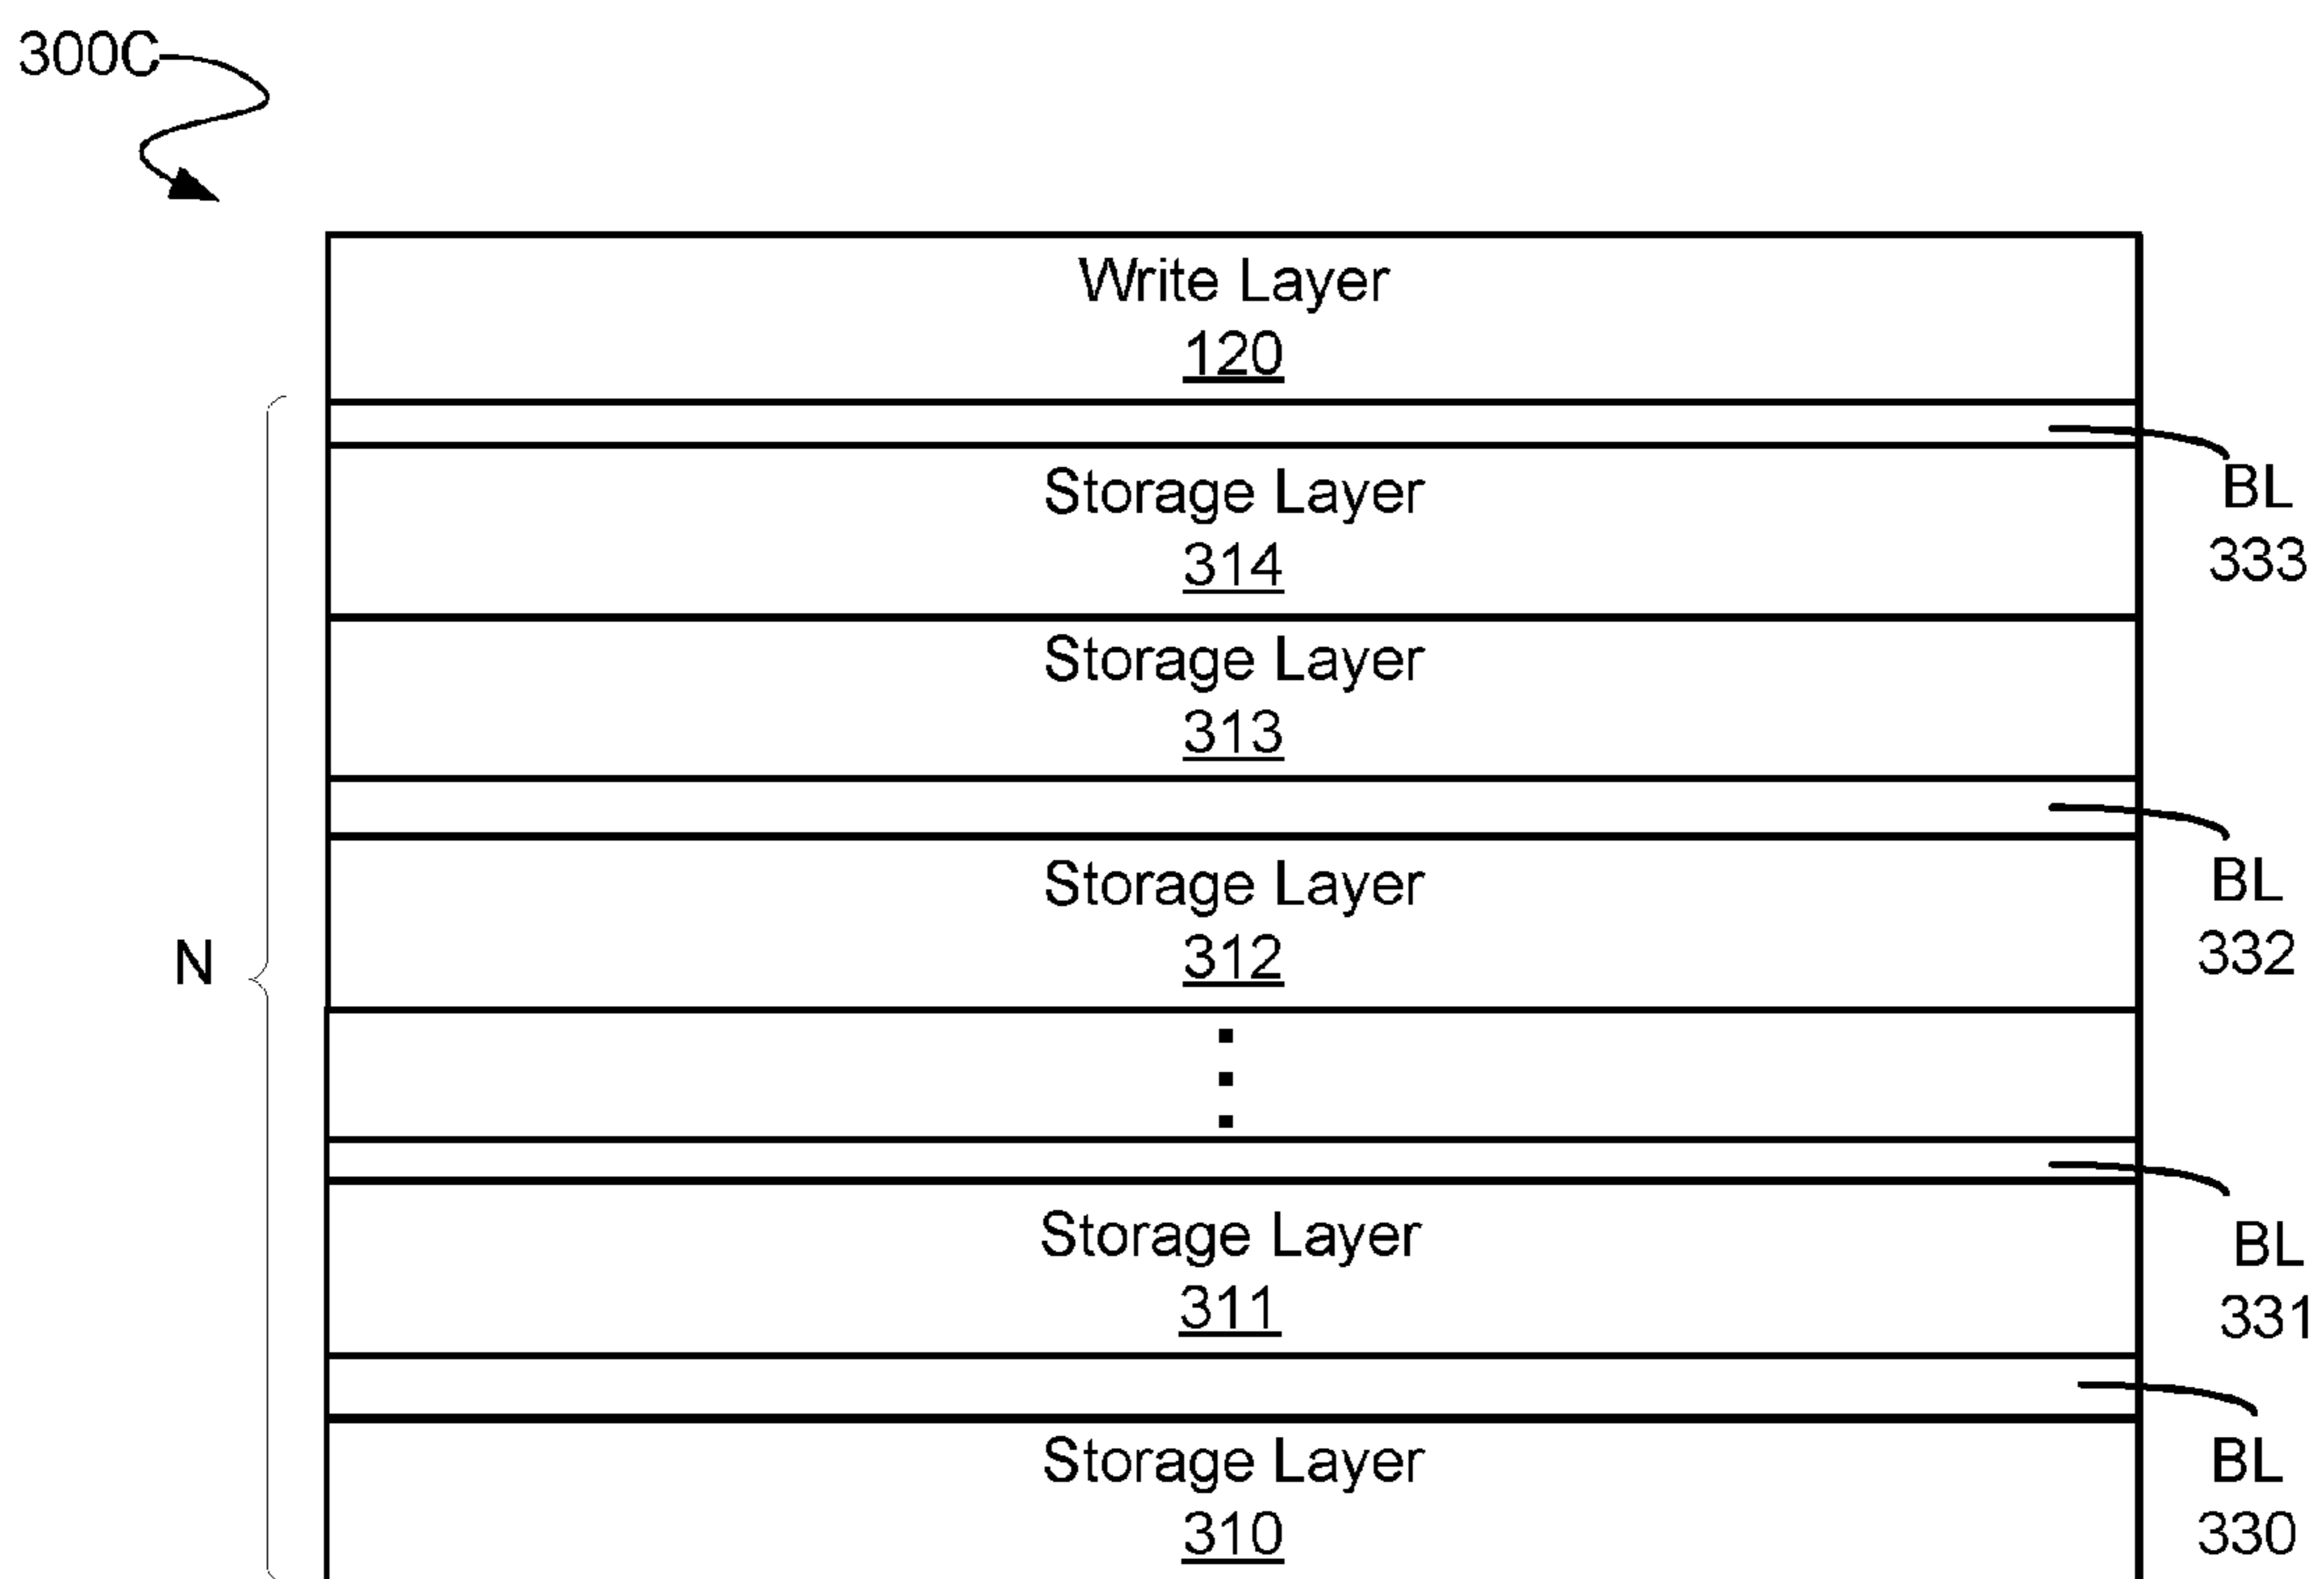 300C
Write Layer
120
BL
333
Storage Layer
314
Storage Layer
313
BL
332
Storage Layer
312
N
BL
331
Storage Layer
311
BL
330
Storage Layer
310